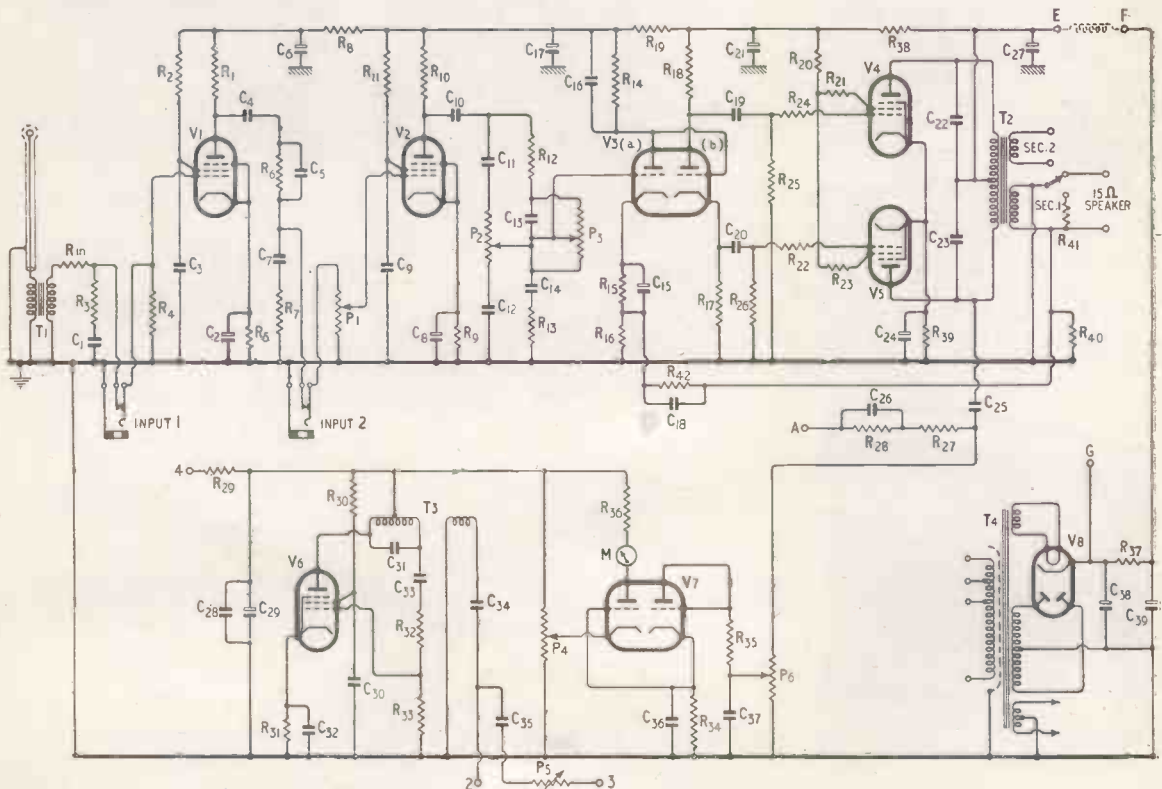 E F
R2 R1 C6 R8 R11 R10 C17 R19 C21 R38 C27
C16 R14 R18 R20 R21 V4
C4 C10 C19 R24
V1 V2 V3(a) (b) C22 T2
R6 C5 C11 R12 SEC. 2
R25
C13 P3 SEC. 1 15Ω
SPEAKER
Rin P2 C20 C23 R41
C3 C7 C9 R22
R3 R4 C14 R15 C15 R23 V5
T1 P1 C12 R17 R26
C1 C2 R6 R7 C8 R9 R13 R16 C24 R39 R40
R42
INPUT 1 INPUT 2 C18 C26 C25
A R28 R27
4 R29 G
R30 T3 R36 T4 V8
C31 M R37
V6 C33 V7
C28 C29 C34 C38
R32 P4 R35 P6 C39
C30
R31 C32 R33 C35 C36 R34 C37
2 P5 3